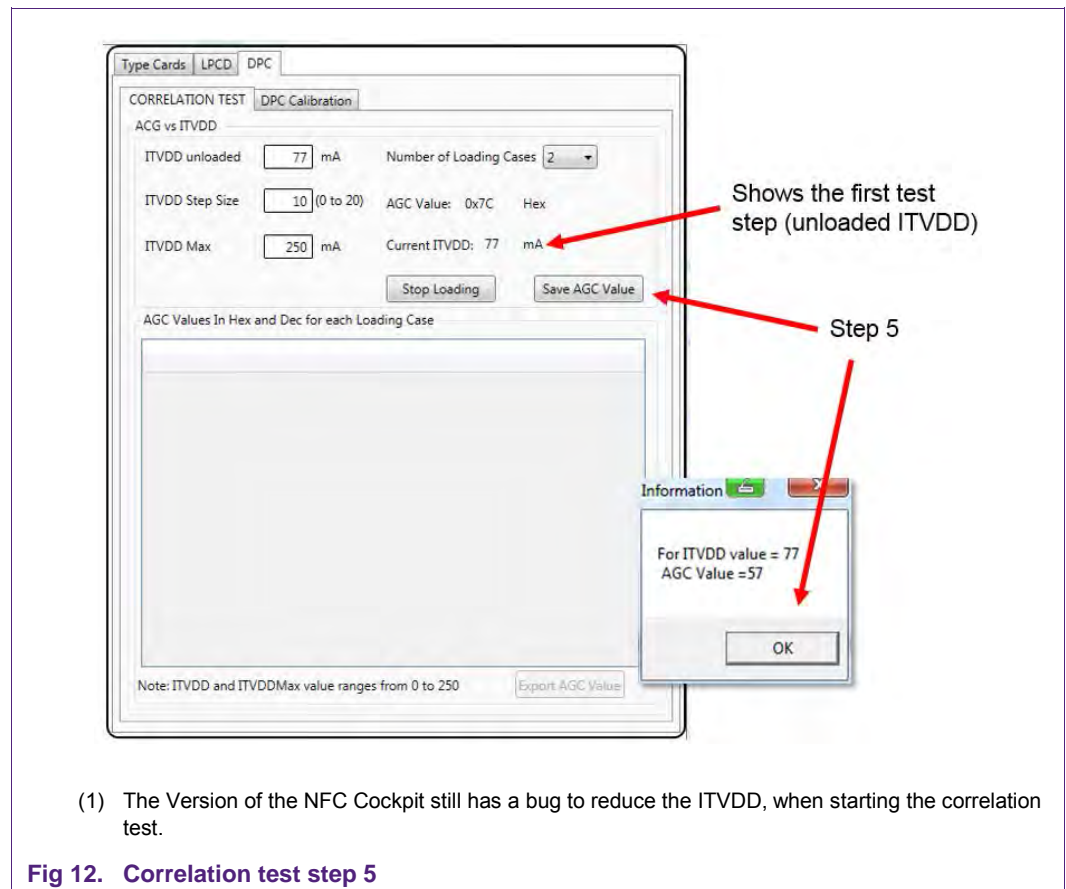 Type Cards LPCD DPC
CORRELATION TEST DPC Calibration
ACG vs ITVDD
ITVDD unloaded 77 mA Number of Loading Cases 2
ITVDD Step Size 10 (0 to 20) AGC Value: 0x7C Hex
ITVDD Max 250 mA Current ITVDD: 77 mA
Stop Loading Save AGC Value
AGC Values In Hex and Dec for each Loading Case
Note: ITVDD and ITVDDMax value ranges from 0 to 250 Export AGC Value
Shows the first test
step (unloaded ITVDD)
Step 5
Information
For ITVDD value = 77
AGC Value =57
OK
(1) The Version of the NFC Cockpit still has a bug to reduce the ITVDD, when starting the correlation
test.
Fig 12. Correlation test step 5